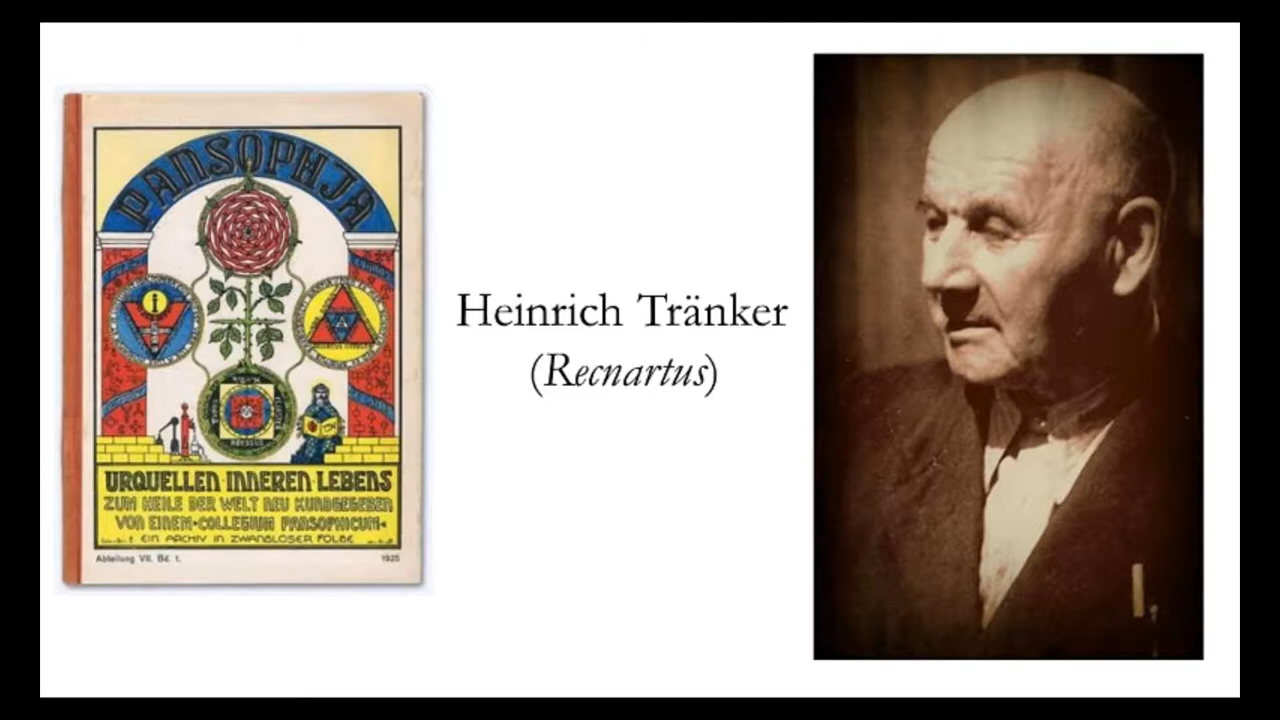 PANSOPHJA
URQUELLEN·INNEREN·LEBENS
ZUM HEILE DER WELT NEU KUNDGEGEBEN
VON EINEM·COLLEGIUM PANSOPHICUM·
EIN ARCHIV IN ZWANGLOSER FOLGE
Abteilung VII. Bd. 1.
1925
Heinrich Tränker
(Recnartus)